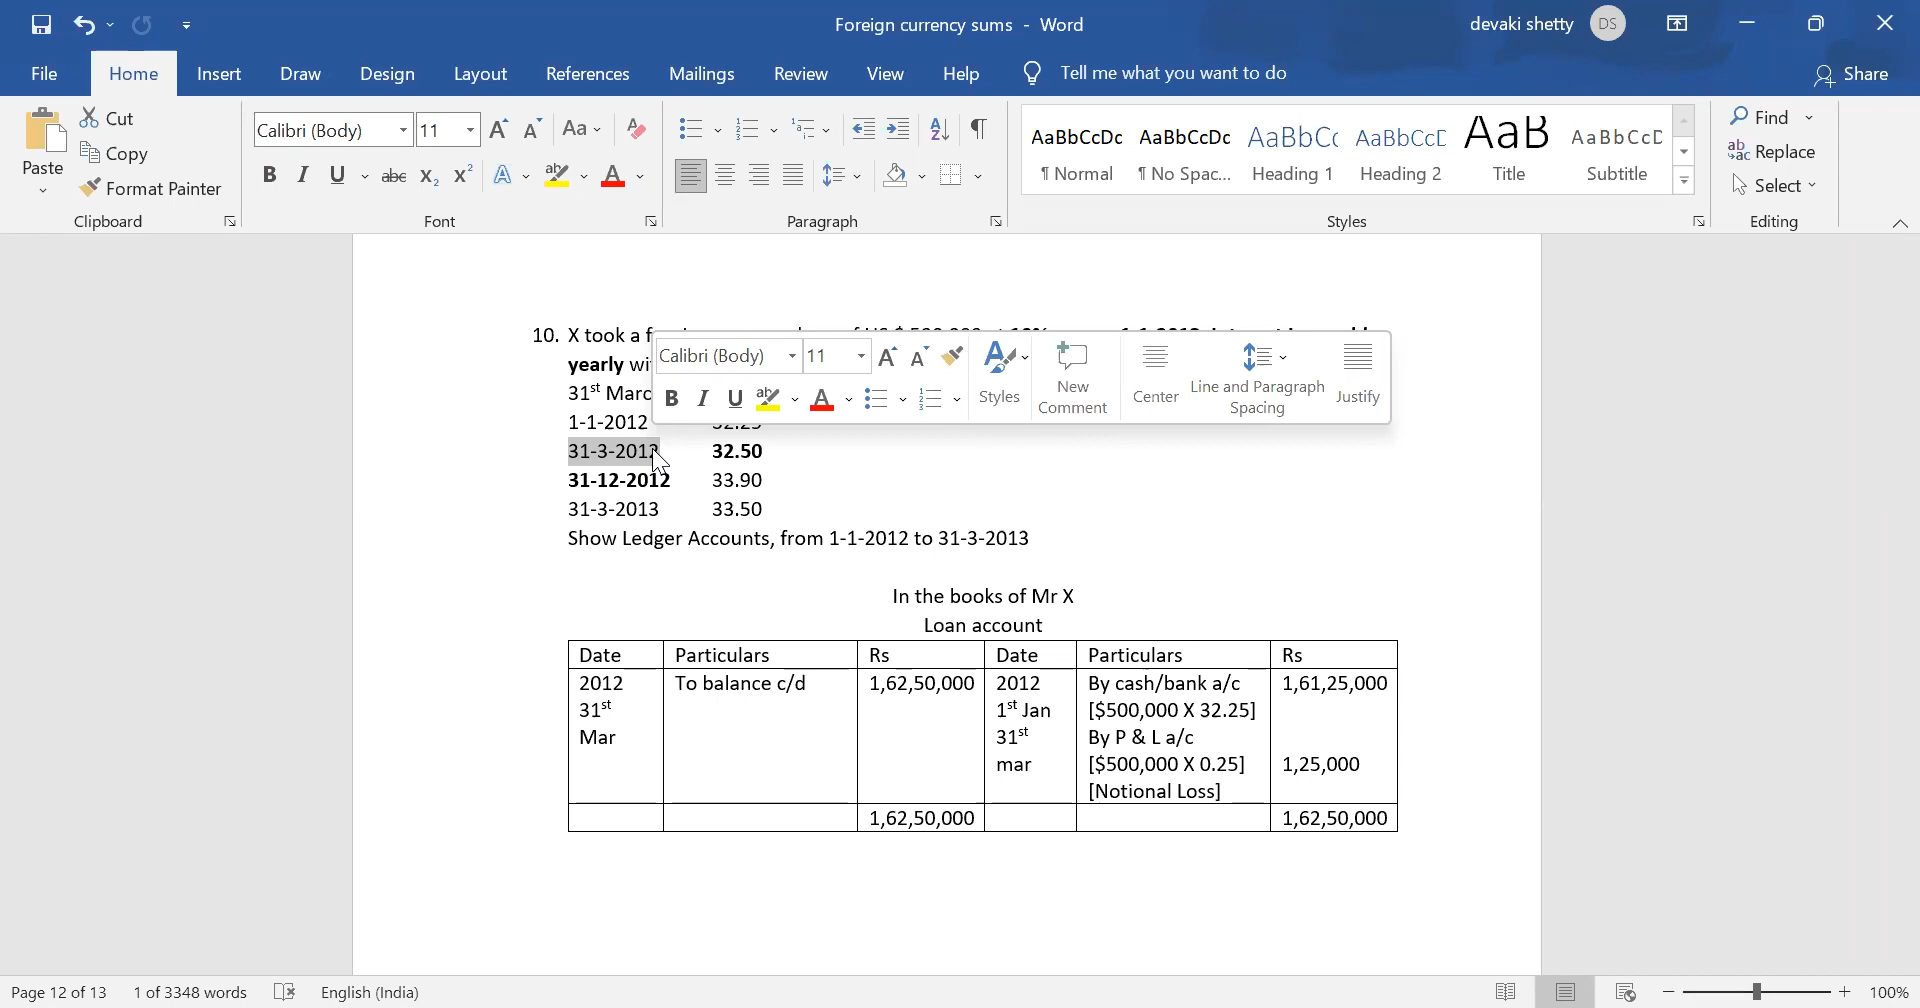 Foreign currency sums - Word
devaki shetty
DS
File Home Insert Draw Design Layout References Mailings Review View Help Tell me what you want to do Share
Paste
Cut
Copy
Format Painter
Clipboard
Calibri (Body) 11
Font
Paragraph
AaBbCcDc AaBbCcDc AaBbCc AaBbCcD AaB AaBbCcD
¶ Normal ¶ No Spac... Heading 1 Heading 2 Title Subtitle
Styles
Find
Replace
Select
Editing
10. X took a f
yearly wi
31st Marc
1-1-2012 32.25
31-3-2012 32.50
31-12-2012 33.90
31-3-2013 33.50
Show Ledger Accounts, from 1-1-2012 to 31-3-2013
Calibri (Body) 11
Styles
New Comment
Center
Line and Paragraph Spacing
Justify
In the books of Mr X
Loan account
Date Particulars Rs Date Particulars Rs
2012 To balance c/d 1,62,50,000 2012 By cash/bank a/c 1,61,25,000
31st 1st Jan [$500,000 X 32.25]
Mar 31st By P & L a/c
mar [$500,000 X 0.25] 1,25,000
[Notional Loss]
1,62,50,000 1,62,50,000
Page 12 of 13 1 of 3348 words English (India) 100%